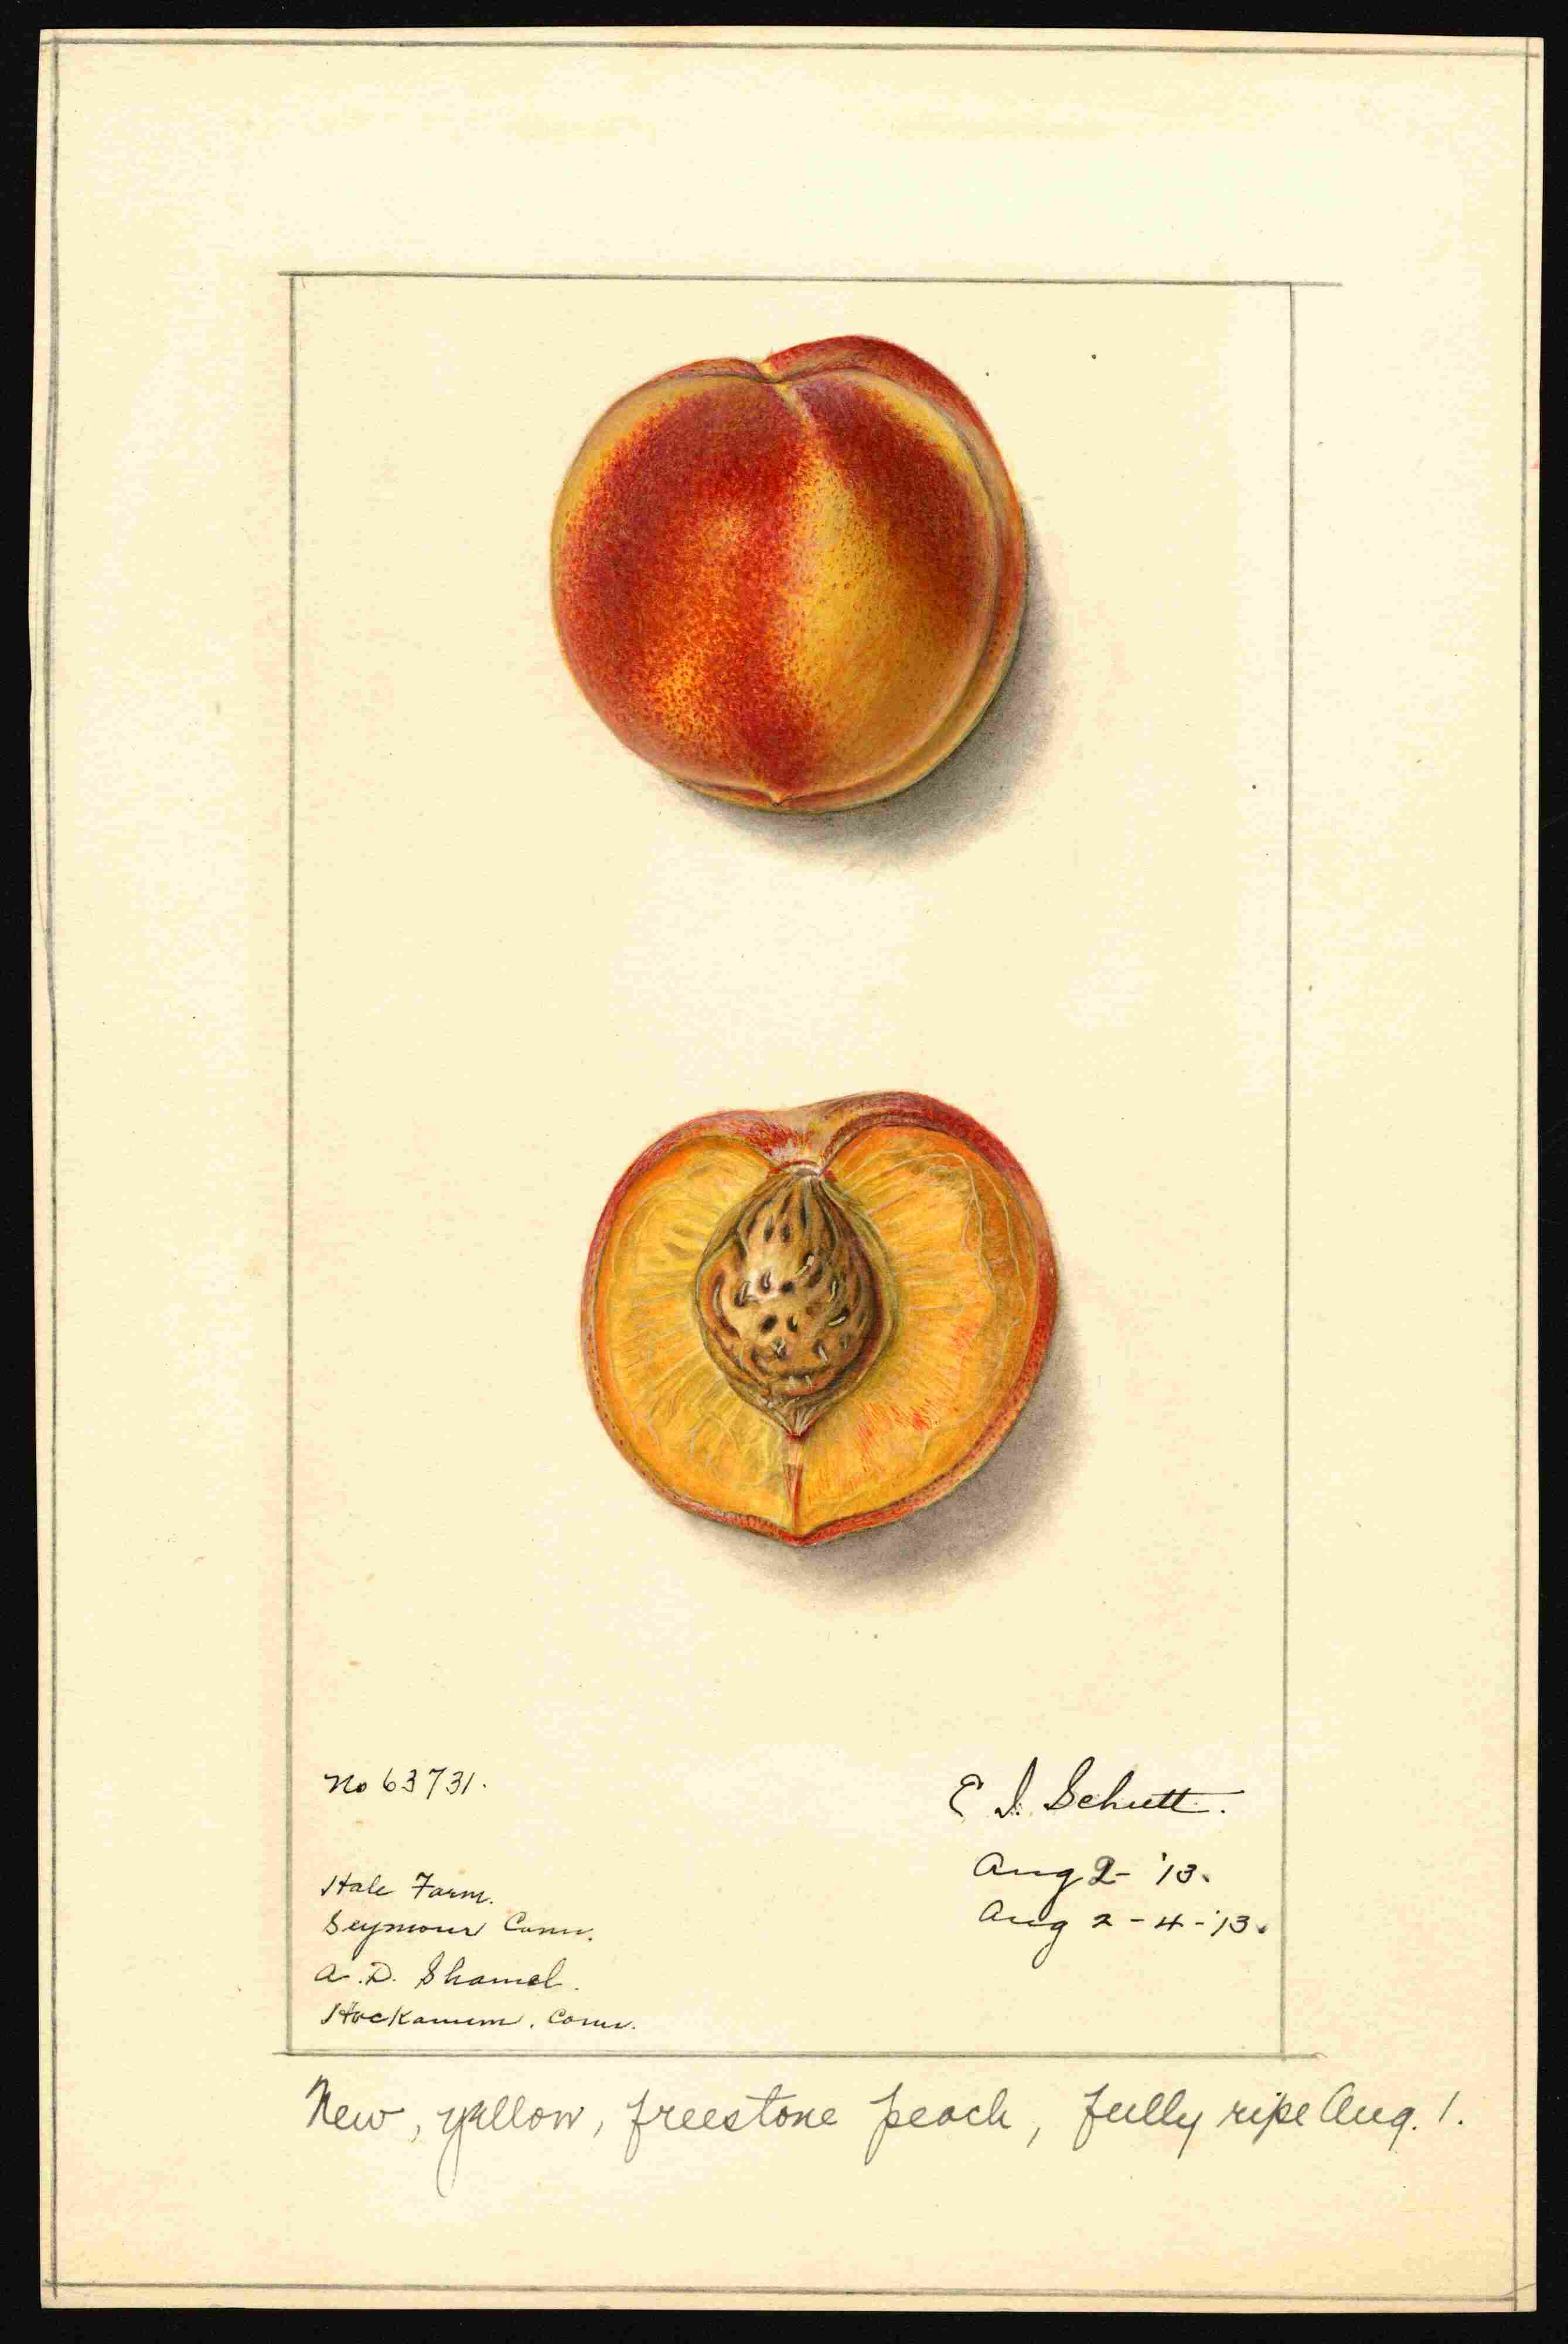 No 63731.
E. I. Schutt.
Aug 2 - '13.
Aug 2 - 4 - '13.
Hale Farm.
Seymour Conn.
A. D. Shamel.
Hockanum, Conn.
New, yellow, freestone peach, fully ripe Aug. 1.